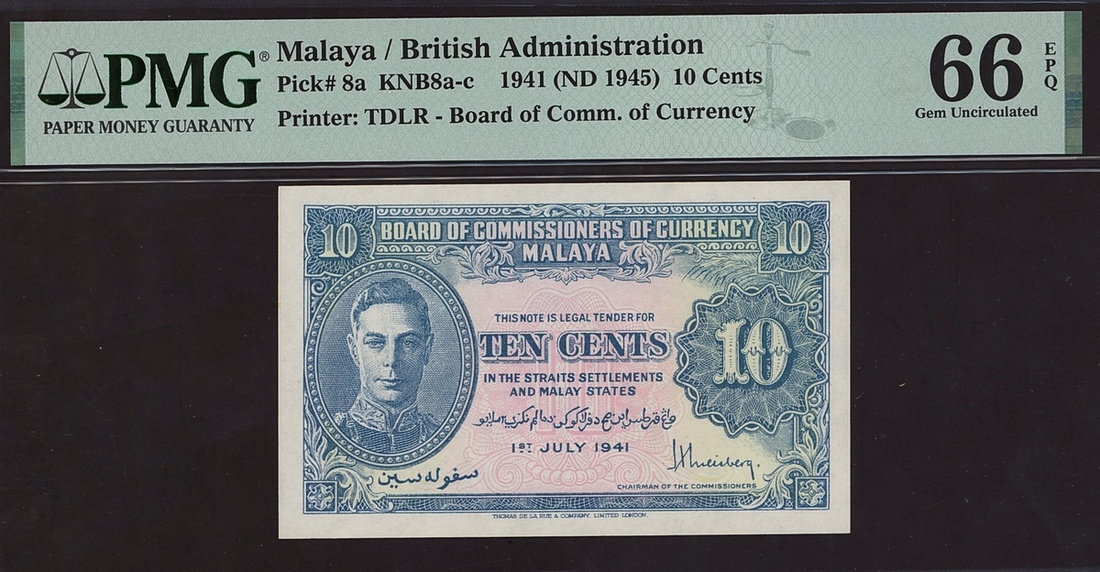 PMG®
PAPER MONEY GUARANTY
Malaya / British Administration
Pick# 8a KNB8a-c 1941 (ND 1945) 10 Cents
Printer: TDLR - Board of Comm. of Currency
66
EPQ
Gem Uncirculated
10
BOARD OF COMMISSIONERS OF CURRENCY
MALAYA
10
THIS NOTE IS LEGAL TENDER FOR
TEN CENTS
10
IN THE STRAITS SETTLEMENTS
AND MALAY STATES
1ST JULY 1941
سڤوله سين
CHAIRMAN OF THE COMMISSIONERS
THOMAS DE LA RUE & COMPANY, LIMITED LONDON.